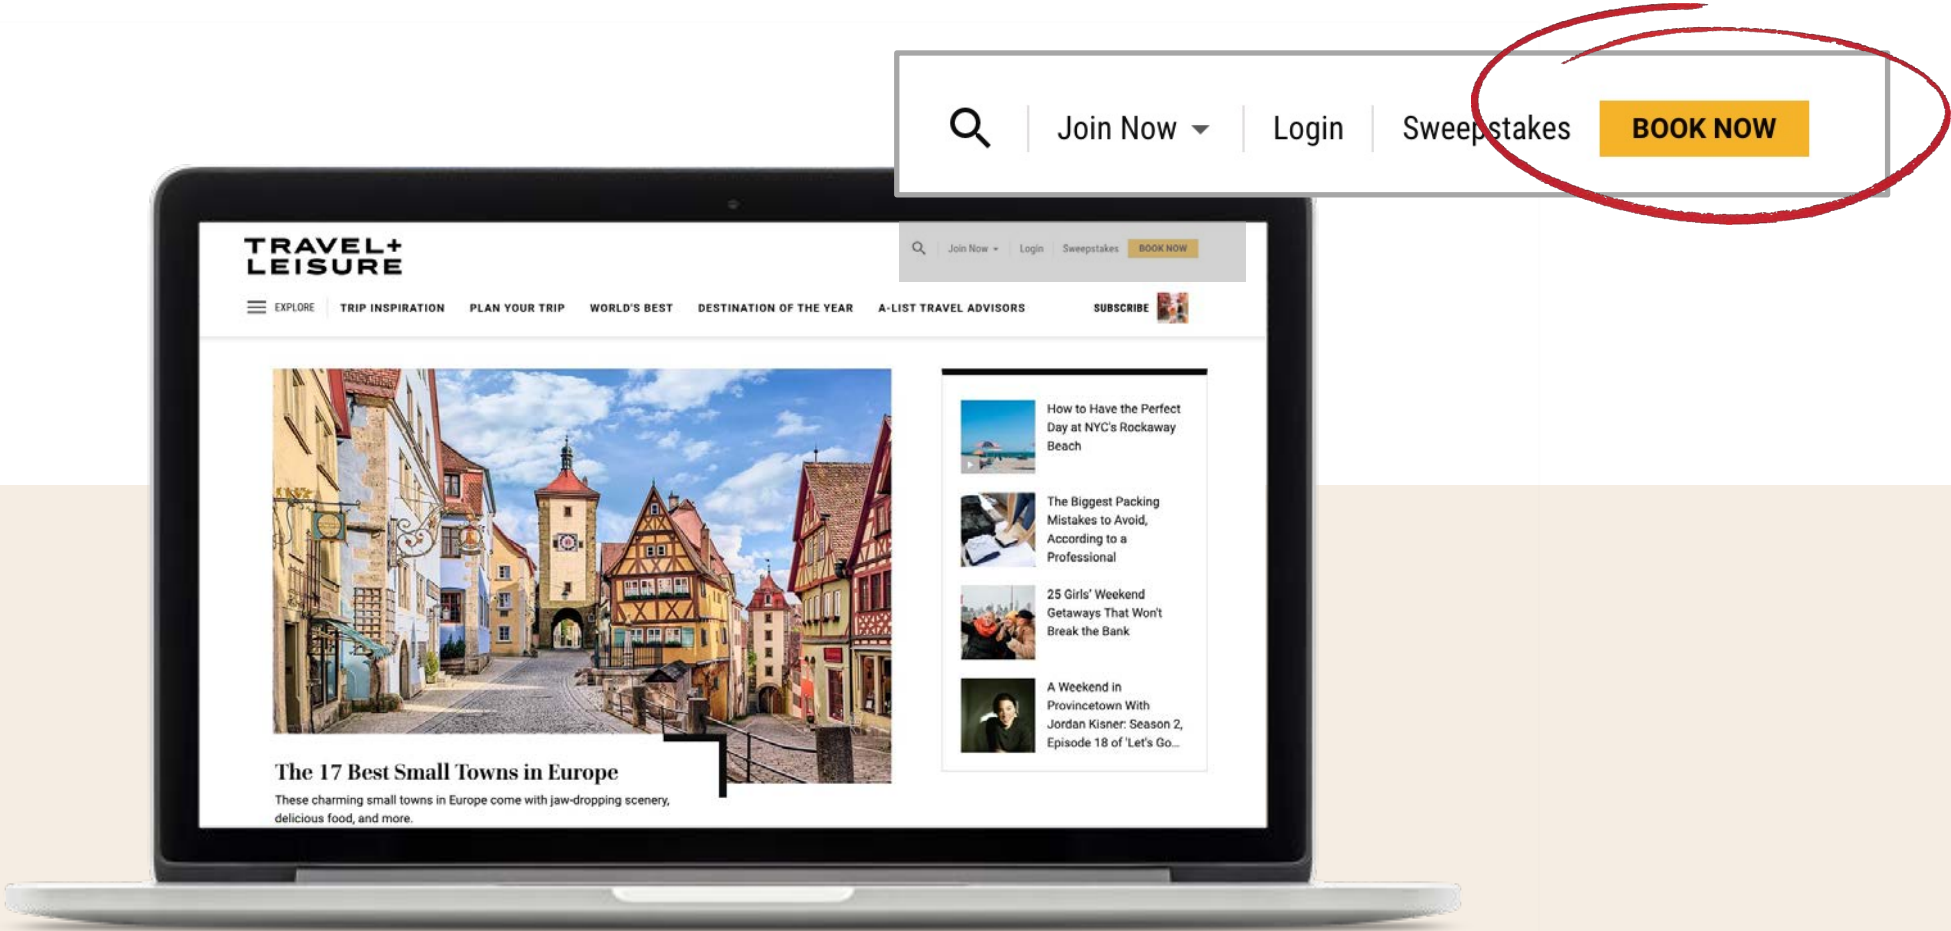 Join Now
Login
Sweepstakes
BOOK NOW
TRAVEL+
LEISURE
Join Now
Login
Sweepstakes
BOOK NOW
EXPLORE
TRIP INSPIRATION
PLAN YOUR TRIP
WORLD'S BEST
DESTINATION OF THE YEAR
A-LIST TRAVEL ADVISORS
SUBSCRIBE
How to Have the Perfect
Day at NYC's Rockaway
Beach
The Biggest Packing
Mistakes to Avoid,
According to a
Professional
25 Girls' Weekend
Getaways That Won't
Break the Bank
A Weekend in
Provincetown With
Jordan Kisner: Season 2,
Episode 18 of 'Let's Go...
The 17 Best Small Towns in Europe
These charming small towns in Europe come with jaw-dropping scenery,
delicious food, and more.